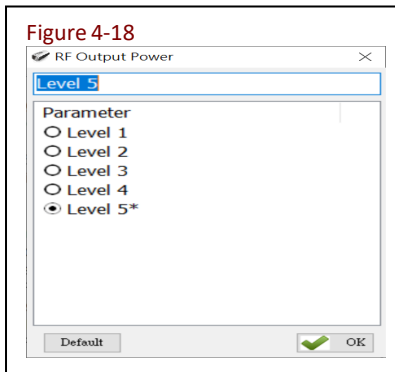 Figure 4-18
RF Output Power
Level 5
Parameter
Level 1
Level 2
Level 3
Level 4
Level 5*
Default
OK